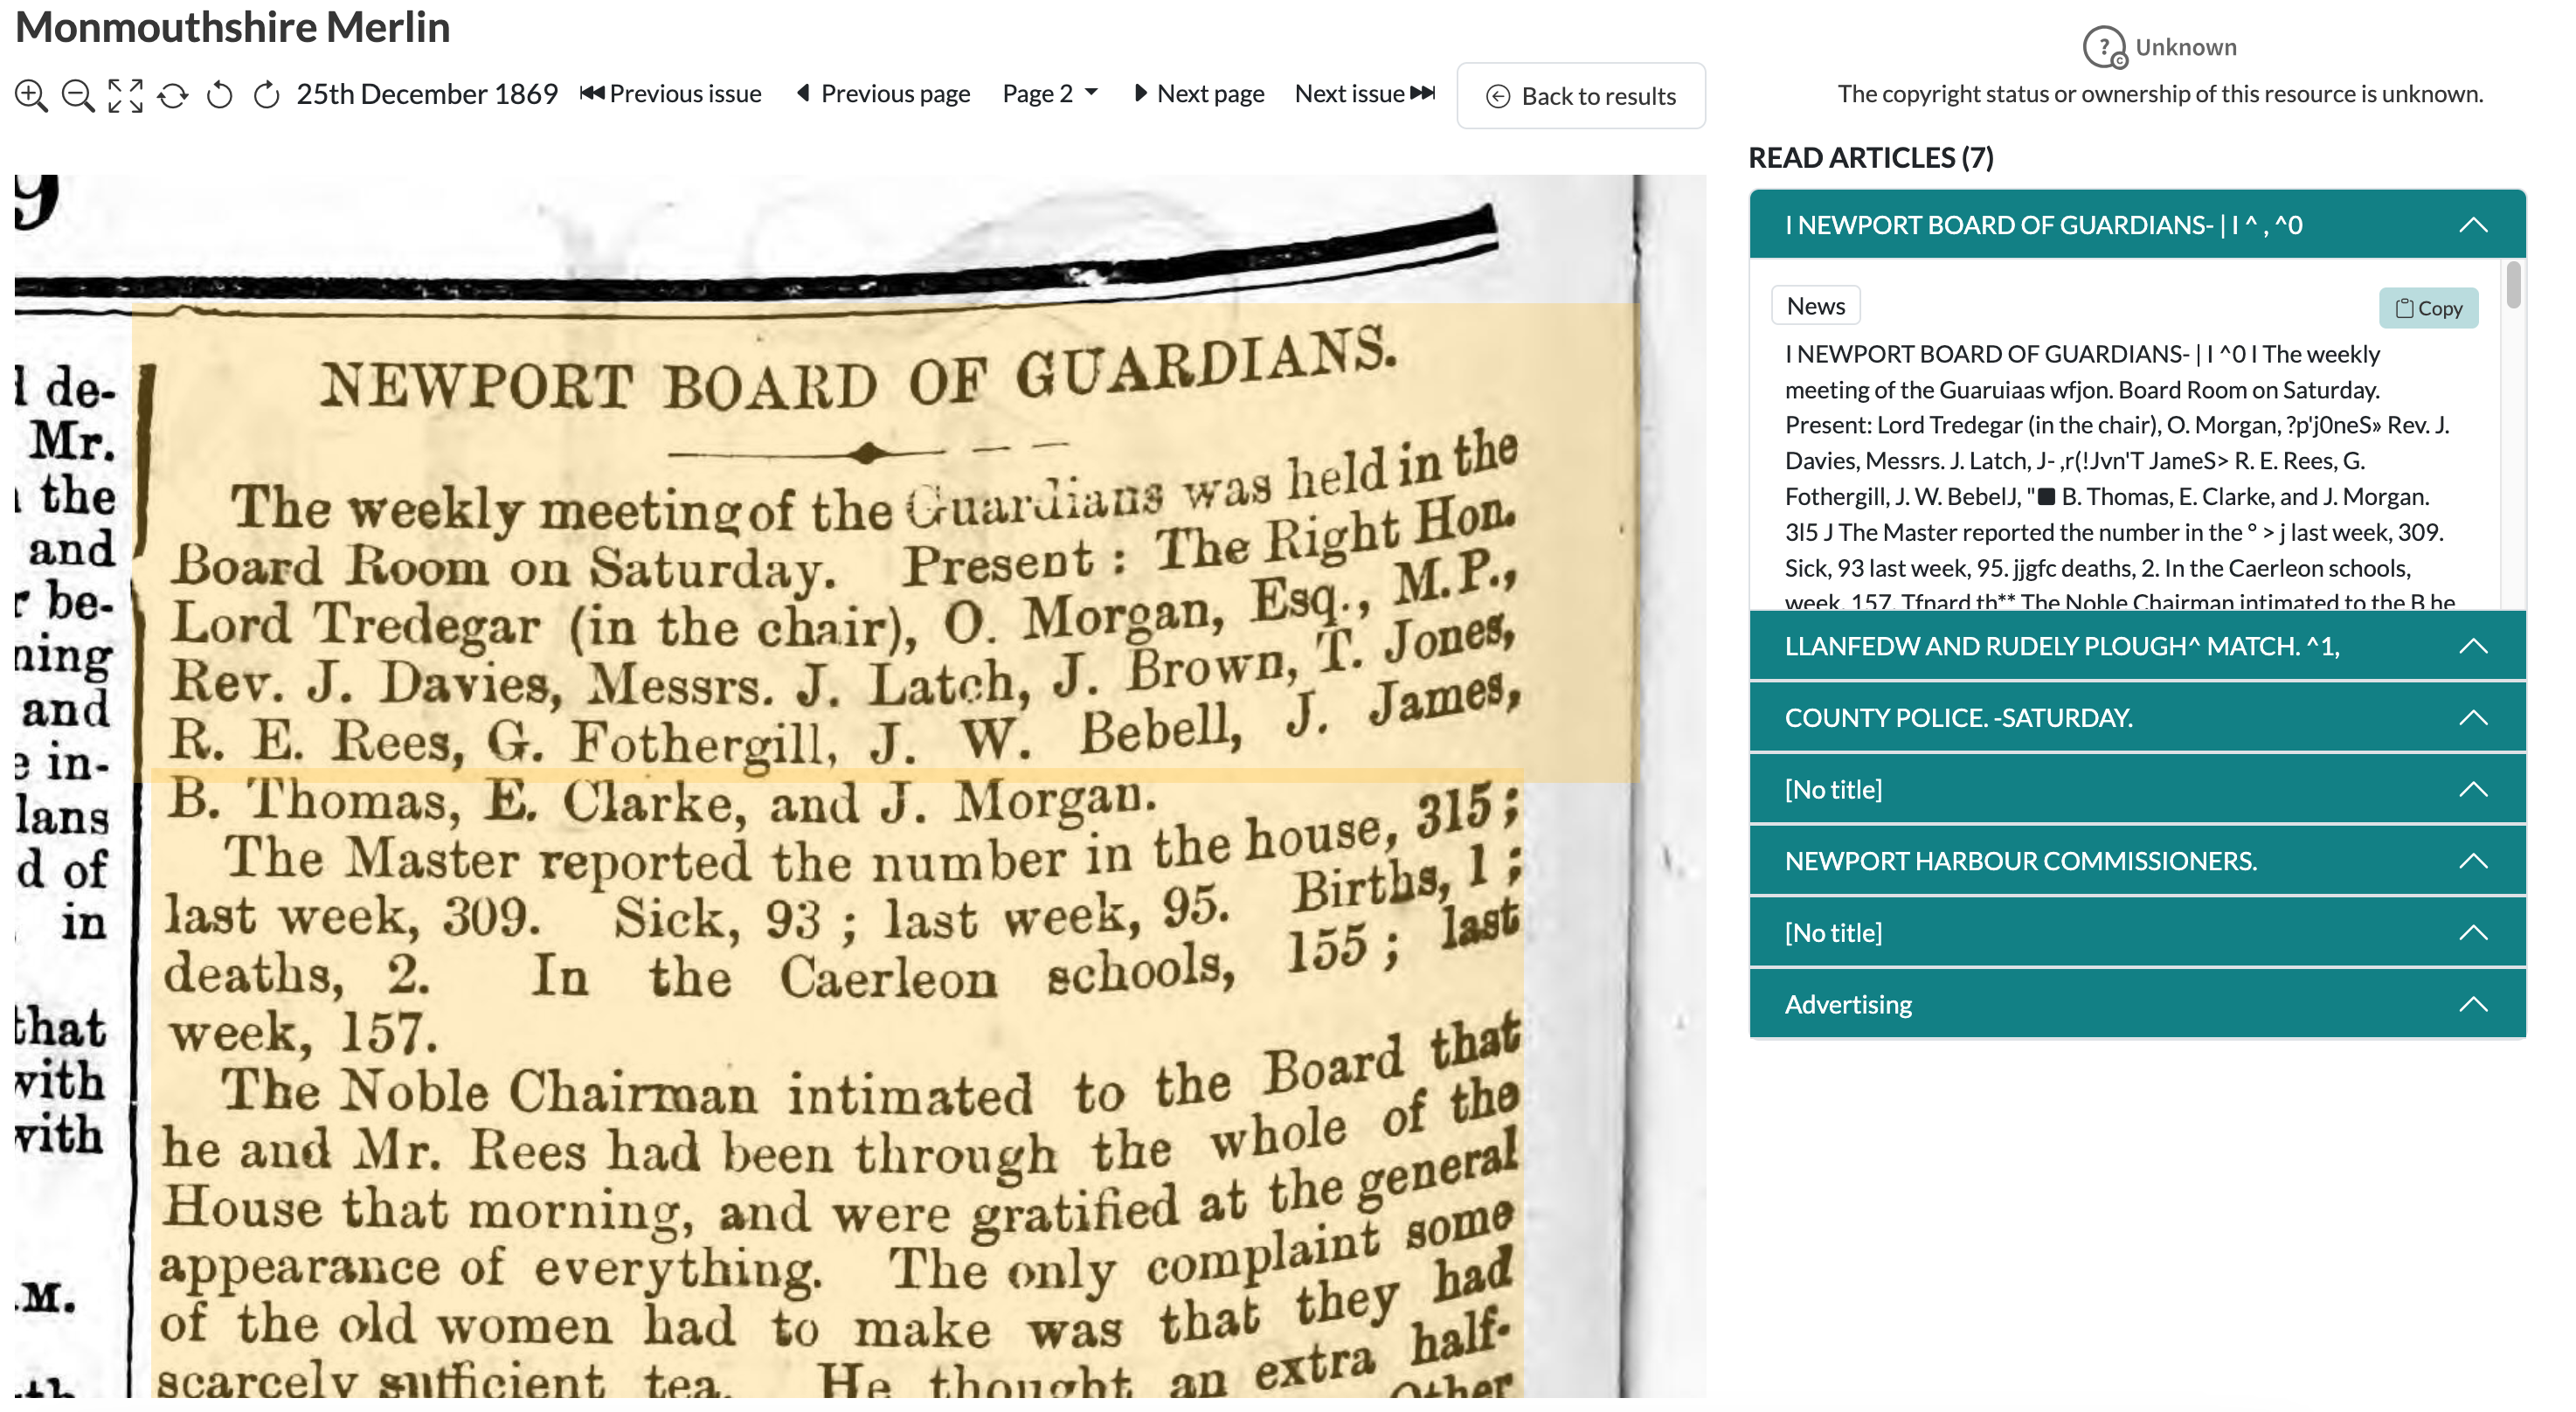 Monmouthshire Merlin
25th December 1869 Previous issue Previous page Page 2 Next page Next issue Back to results
? c Unknown
The copyright status or ownership of this resource is unknown.
READ ARTICLES (7)
I NEWPORT BOARD OF GUARDIANS- | I ^ , ^0
News
Copy
I NEWPORT BOARD OF GUARDIANS- | I ^0 I The weekly
meeting of the Guaruiaas wfjon. Board Room on Saturday.
Present: Lord Tredegar (in the chair), O. Morgan, ?p'j0neS» Rev. J.
Davies, Messrs. J. Latch, J- ,r(!Jvn'T JameS> R. E. Rees, G.
Fothergill, J. W. BebelJ, "■ B. Thomas, E. Clarke, and J. Morgan.
3l5 J The Master reported the number in the ° > j last week, 309.
Sick, 93 last week, 95. jjgfc deaths, 2. In the Caerleon schools,
week, 157. Tfnard th** The Noble Chairman intimated to the B he
LLANFEDW AND RUDELY PLOUGH^ MATCH. ^1,
COUNTY POLICE. -SATURDAY.
[No title]
NEWPORT HARBOUR COMMISSIONERS.
[No title]
Advertising
9
de-
Mr.
the
and
be-
ning
and
in-
lans
d of
in
that
with
with
M.
th
NEWPORT BOARD OF GUARDIANS.
The weekly meeting of the Guardians was held in the
Board Room on Saturday. Present : The Right Hon.
Lord Tredegar (in the chair), O. Morgan, Esq., M.P.,
Rev. J. Davies, Messrs. J. Latch, J. Brown, T. Jones,
R. E. Rees, G. Fothergill, J. W. Bebell, J. James,
B. Thomas, E. Clarke, and J. Morgan.
The Master reported the number in the house, 315 ;
last week, 309. Sick, 93 ; last week, 95. Births, 1 ;
deaths, 2. In the Caerleon schools, 155 ; last
week, 157.
The Noble Chairman intimated to the Board that
he and Mr. Rees had been through the whole of the
House that morning, and were gratified at the general
appearance of everything. The only complaint some
of the old women had to make was that they had
scarcely sufficient tea. He thought an extra half-
Other